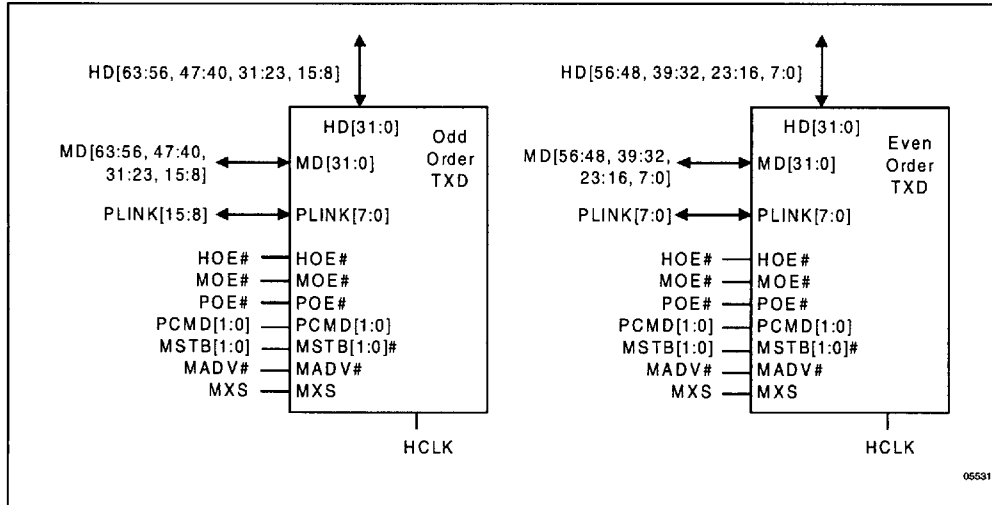 HD[63:56, 47:40, 31:23, 15:8]
HD[31:0]
Odd
Order
TXD
MD[63:56, 47:40,
31:23, 15:8]
MD[31:0]
PLINK[15:8]
PLINK[7:0]
HOE# HOE#
MOE# MOE#
POE# POE#
PCMD[1:0] PCMD[1:0]
MSTB[1:0] MSTB[1:0]#
MADV# MADV#
MXS MXS
HCLK
HD[56:48, 39:32, 23:16, 7:0]
HD[31:0]
Even
Order
TXD
MD[56:48, 39:32,
23:16, 7:0]
MD[31:0]
PLINK[7:0]
PLINK[7:0]
HOE# HOE#
MOE# MOE#
POE# POE#
PCMD[1:0] PCMD[1:0]
MSTB[1:0] MSTB[1:0]#
MADV# MADV#
MXS MXS
HCLK
05531